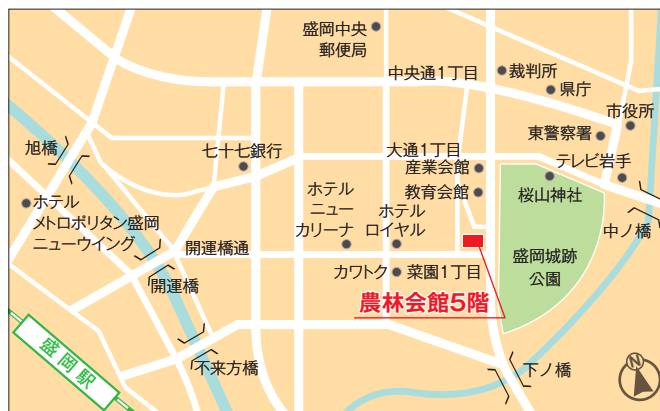 盛岡中央
郵便局
中央通1丁目
裁判所
県庁
市役所
東警察署
旭橋
七十七銀行
大通1丁目
産業会館
テレビ岩手
教育会館
桜山神社
ホテル
メトロポリタン盛岡
ニューウイング
ホテル
ニュー
カリーナ
ホテル
ロイヤル
中ノ橋
開運橋通
盛岡城跡
公園
開運橋
カワトク
菜園1丁目
農林会館5階
盛岡駅
不来方橋
下ノ橋
N